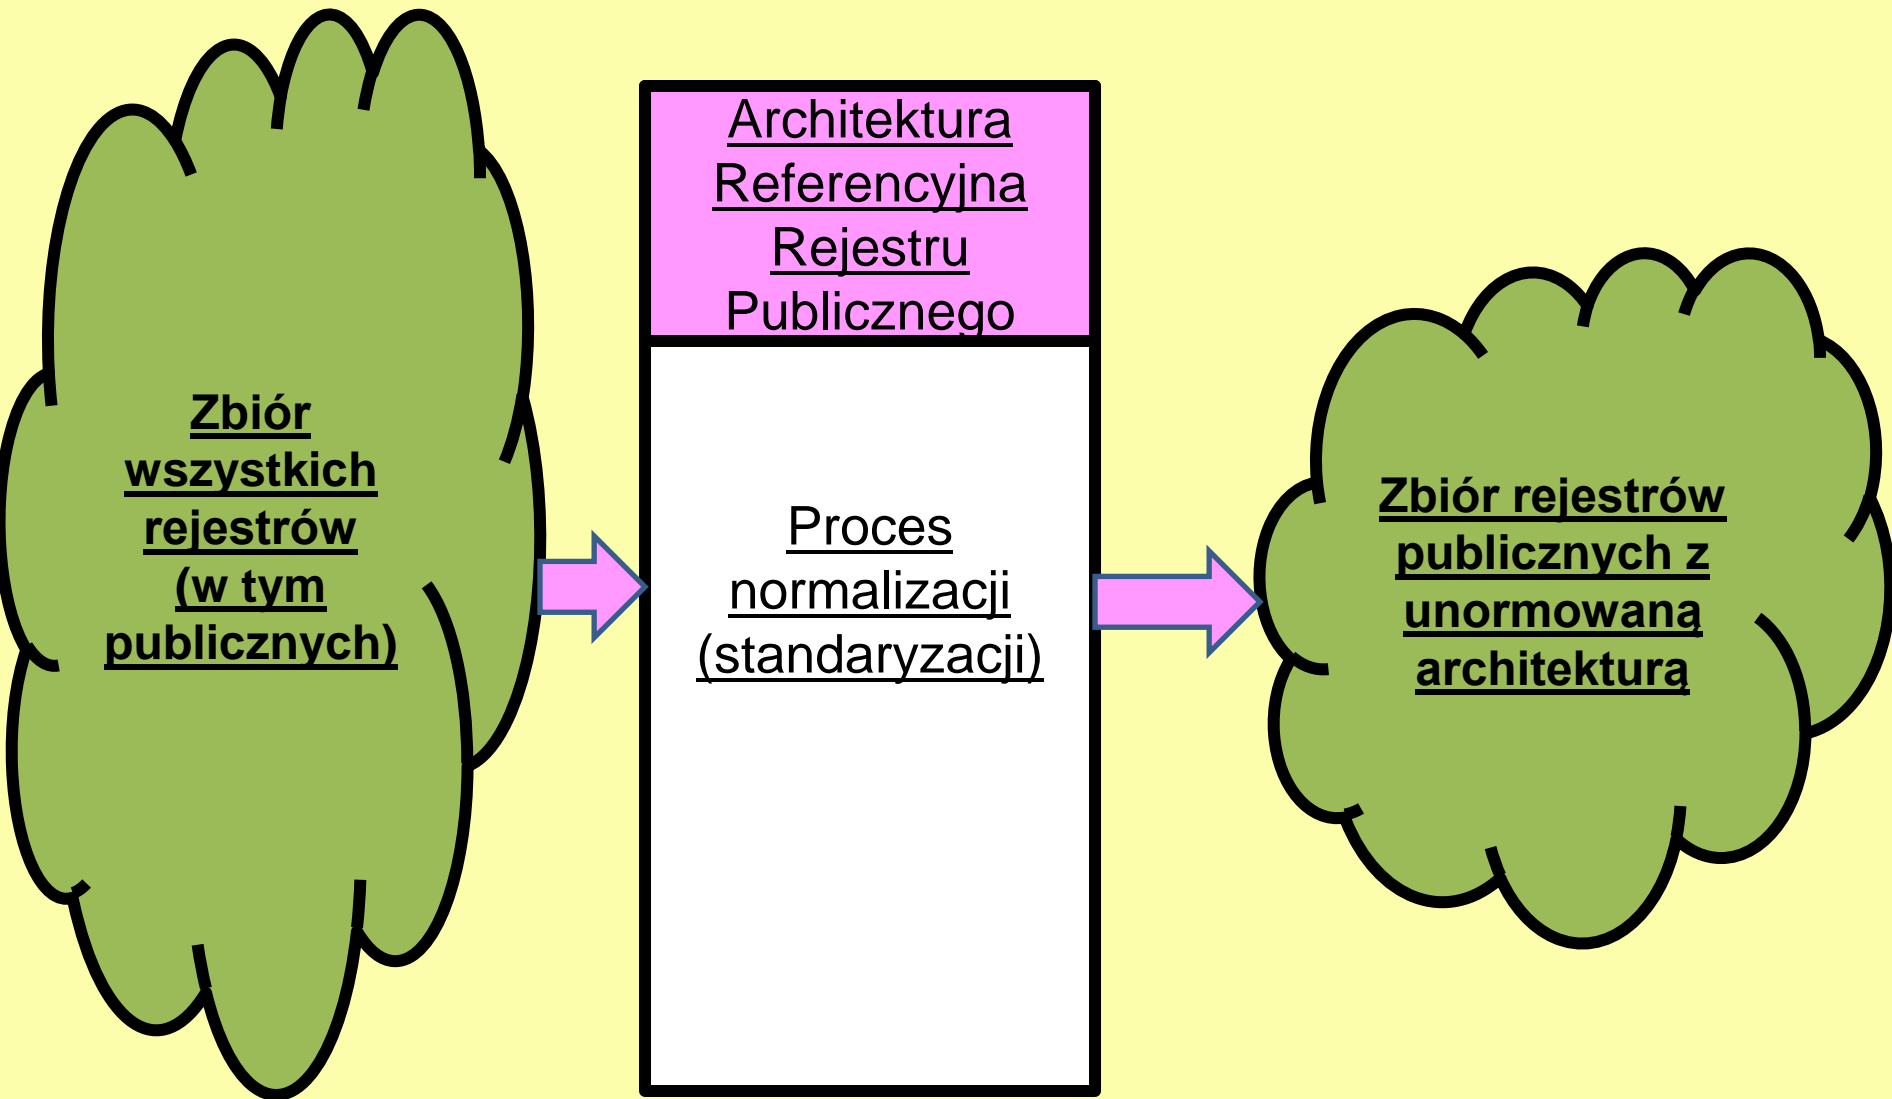 Zbiór
wszystkich
rejestrów
(w tym
publicznych)
Architektura
Referencyjna
Rejestru
Publicznego
Proces
normalizacji
(standaryzacji)
Zbiór rejestrów
publicznych z
unormowaną
architekturą